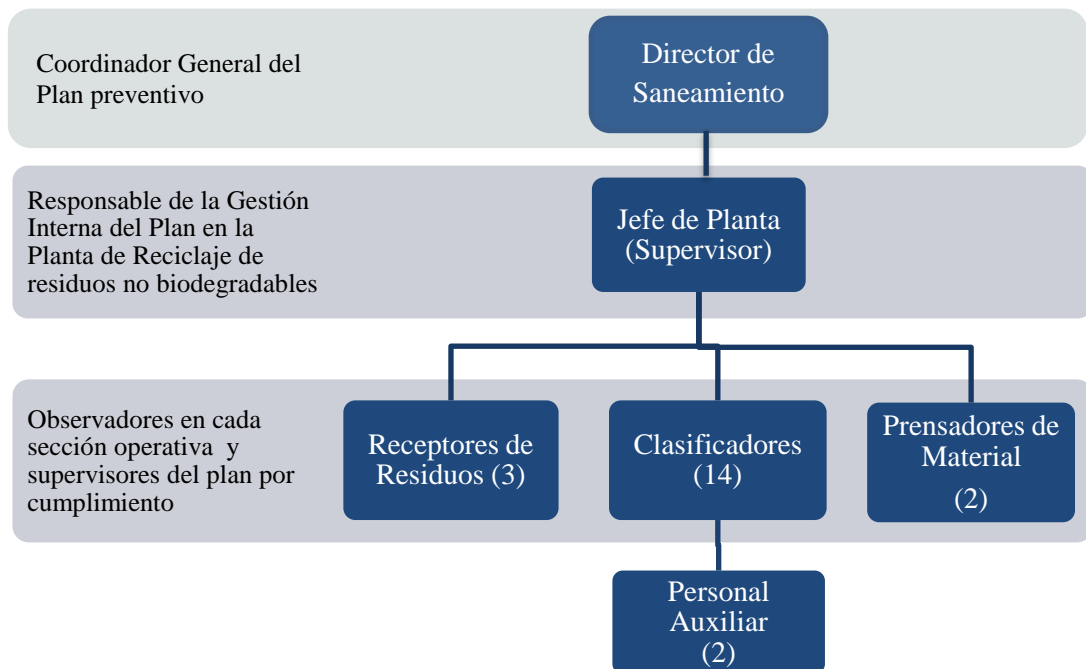 Coordinador General del
Plan preventivo
Director de
Saneamiento
Responsable de la Gestión
Interna del Plan en la
Planta de Reciclaje de
residuos no biodegradables
Jefe de Planta
(Supervisor)
Observadores en cada
sección operativa y
supervisores del plan por
cumplimiento
Receptores de
Residuos (3)
Clasificadores
(14)
Prensadores de
Material
(2)
Personal
Auxiliar
(2)